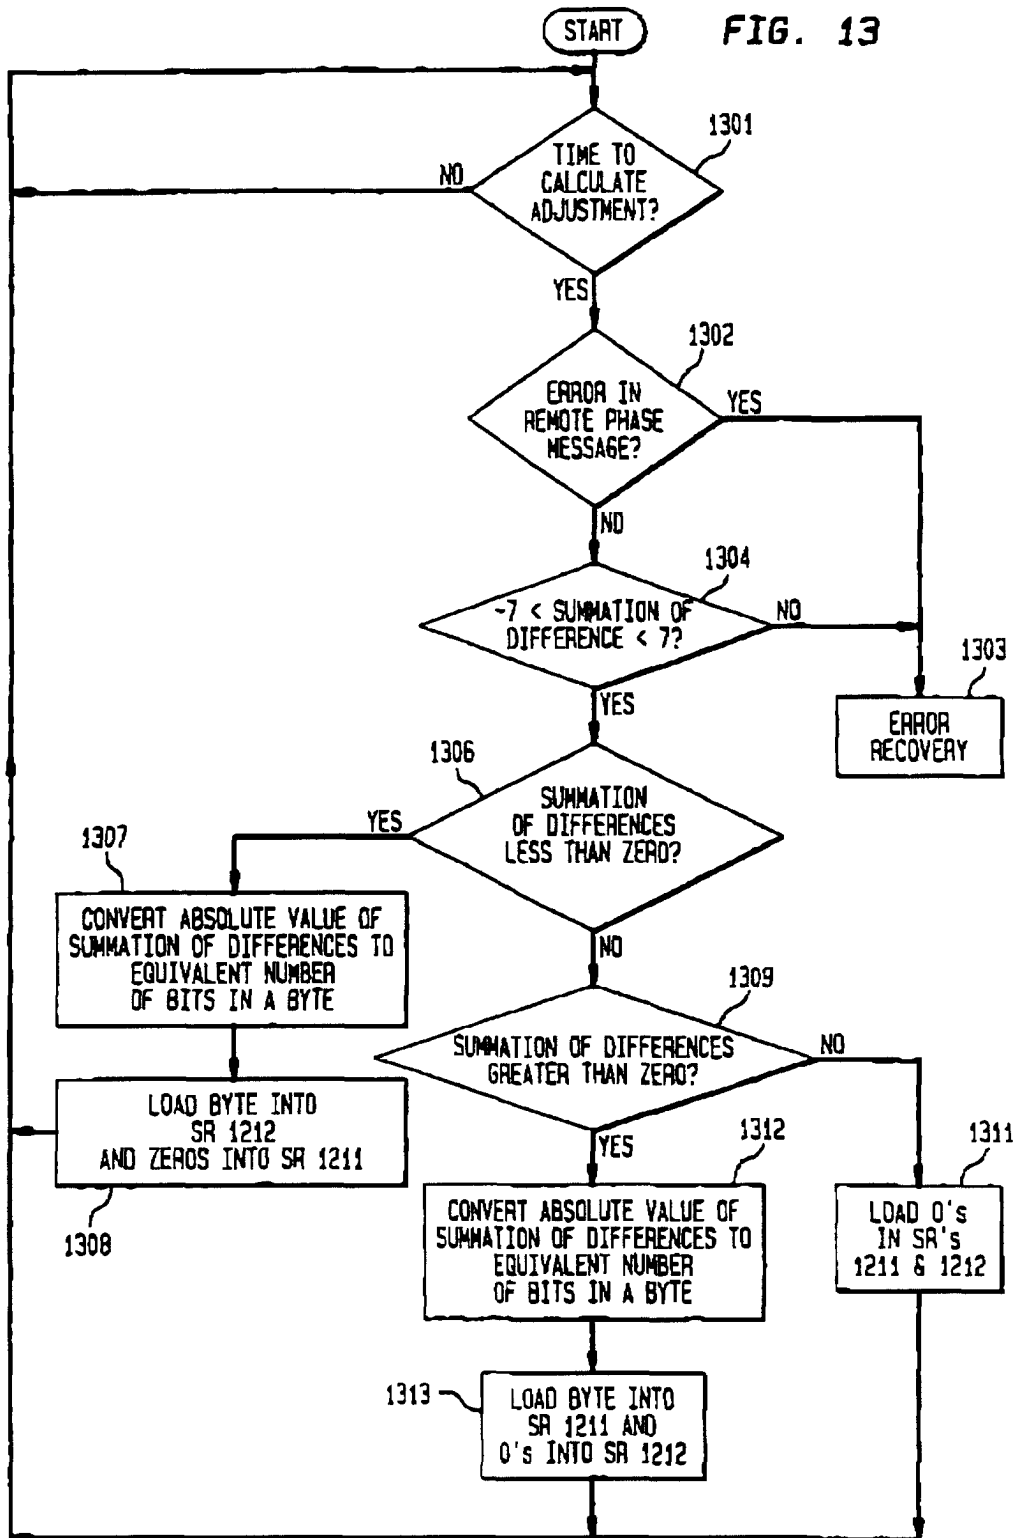 START
FIG. 13
1301
TIME TO
CALCULATE
ADJUSTMENT?
NO
YES
1302
ERROR IN
REMOTE PHASE
MESSAGE?
YES
NO
1304
-7 < SUMMATION OF
DIFFERENCE < 7?
NO
1303
YES
ERROR
RECOVERY
1306
SUMMATION
OF DIFFERENCES
LESS THAN ZERO?
YES
1307
CONVERT ABSOLUTE VALUE OF
SUMMATION OF DIFFERENCES TO
EQUIVALENT NUMBER
OF BITS IN A BYTE
NO
1309
SUMMATION OF DIFFERENCES
GREATER THAN ZERO?
NO
LOAD BYTE INTO
SR 1212
AND ZEROS INTO SR 1211
1308
YES
1312
1311
CONVERT ABSOLUTE VALUE OF
SUMMATION OF DIFFERENCES TO
EQUIVALENT NUMBER
OF BITS IN A BYTE
LOAD 0's
IN SR's
1211 & 1212
1313
LOAD BYTE INTO
SR 1211 AND
0's INTO SR 1212